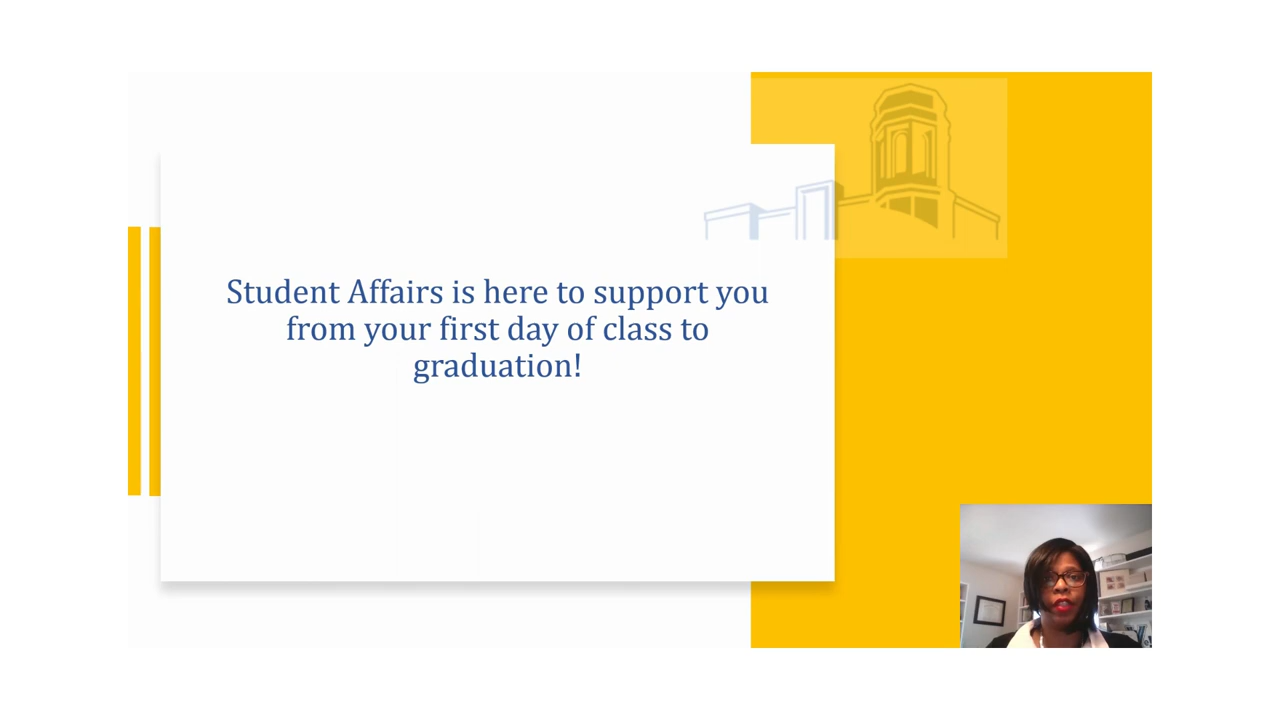 Student Affairs is here to support you
from your first day of class to
graduation!